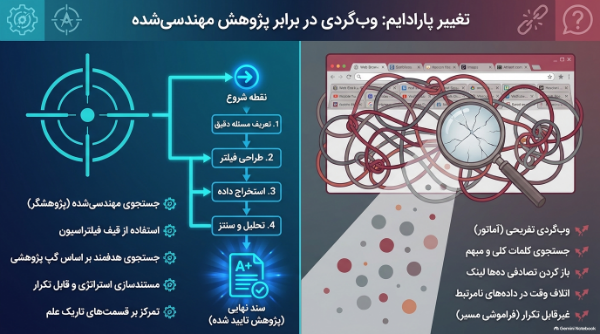 تغییر پارادایم: وب‌گردی در برابر پژوهش مهندسی‌شده
نقطه شروع
1. تعریف مسئله دقیق
2. طراحی فیلتر
3. استخراج داده
4. تحلیل و سنتز
A+
سند نهایی
(پژوهش تایید شده)
جستجوی مهندسی‌شده (پژوهشگر)
استفاده از قیف فیلتراسیون
جستجوی هدفمند بر اساس گپ پژوهشی
مستندسازی استراتژی و قابل تکرار
تمرکز بر قسمت‌های تاریک علم
وب‌گردی تفریحی (آماتور)
جستجوی کلمات کلی و مبهم
باز کردن تصادفی ده‌ها لینک
اتلاف وقت در داده‌های نامرتبط
غیرقابل تکرار (فراموشی مسیر)